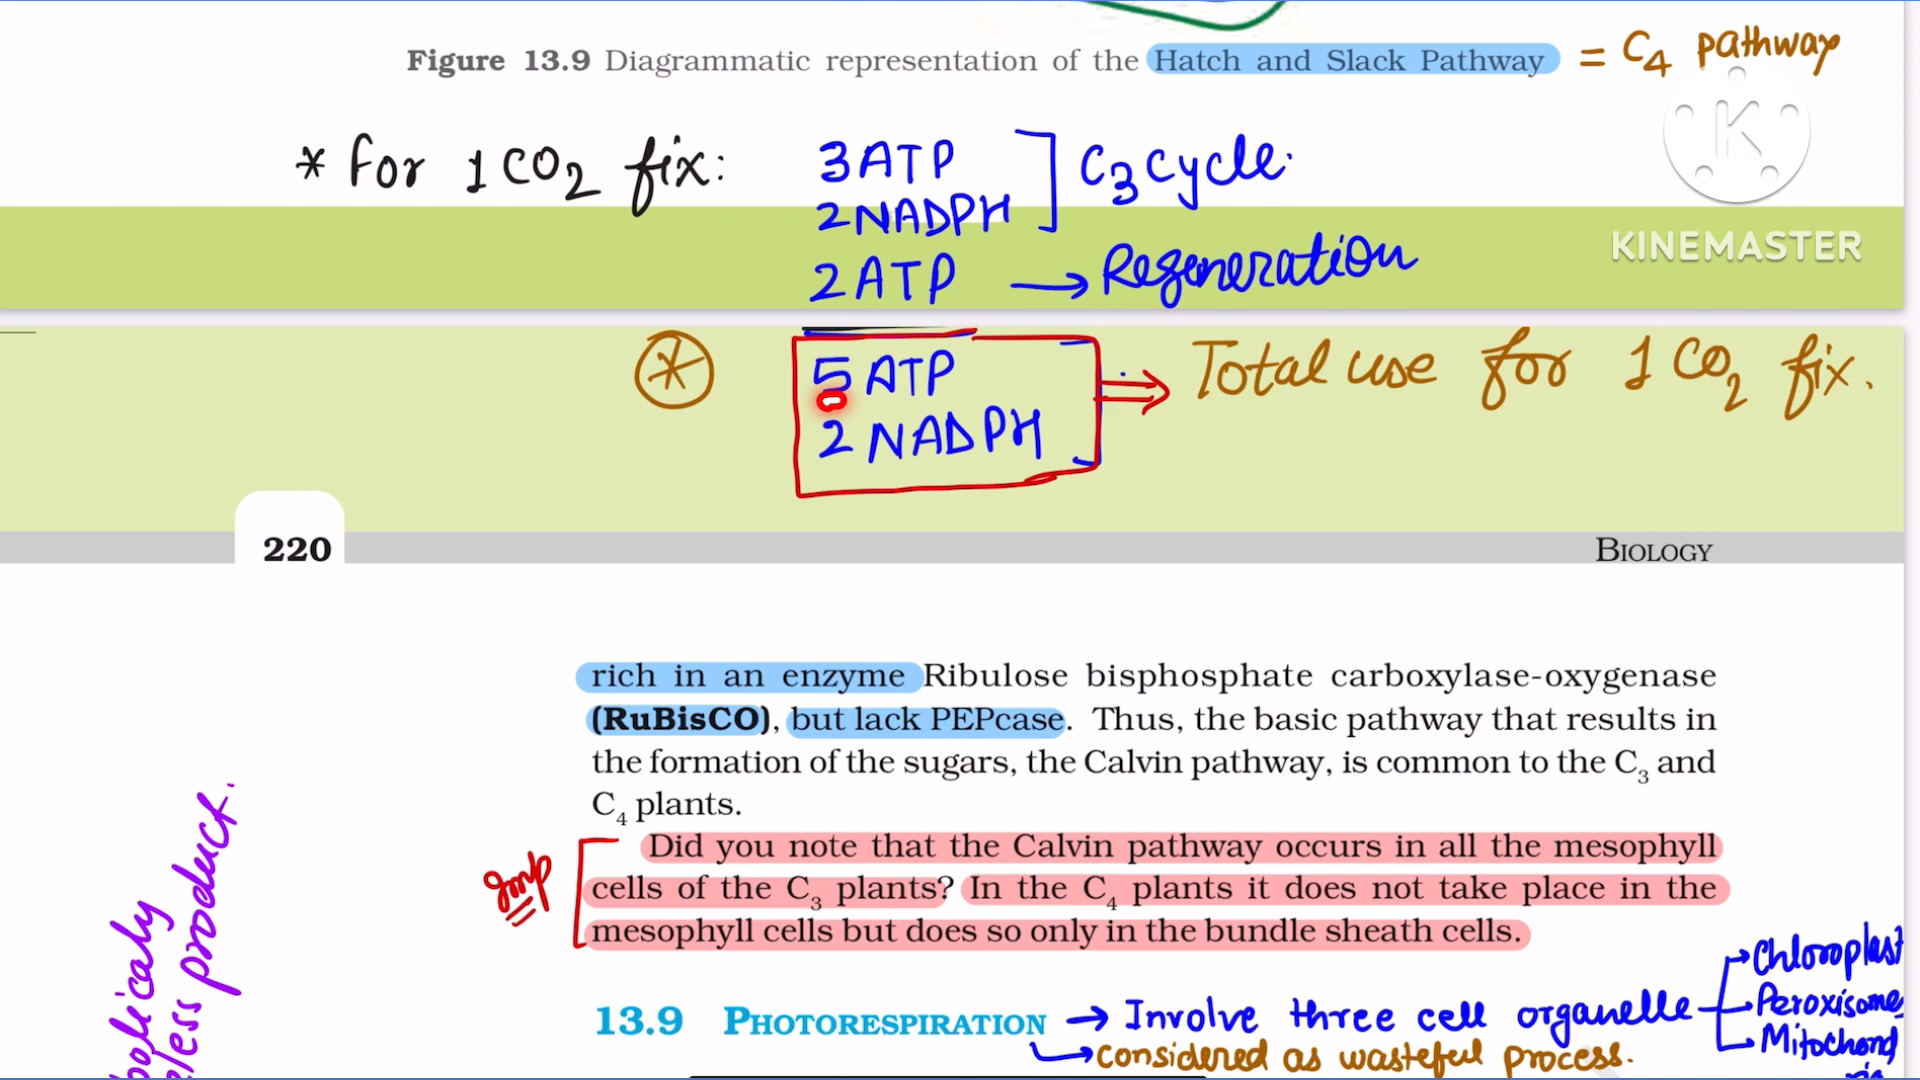 Figure 13.9 Diagrammatic representation of the Hatch and Slack Pathway = C4 pathway
* For 1 CO2 fix:
3 ATP
2 NADPH
C3 cycle.
2 ATP → Regeneration
KINEMASTER
5 ATP
2 NADPH
⇒ Total use for 1 CO2 fix.
220
BIOLOGY
rich in an enzyme Ribulose bisphosphate carboxylase-oxygenase
(RuBisCO), but lack PEPcase. Thus, the basic pathway that results in
the formation of the sugars, the Calvin pathway, is common to the C3 and
C4 plants.
Imp
Did you note that the Calvin pathway occurs in all the mesophyll
cells of the C3 plants? In the C4 plants it does not take place in the
mesophyll cells but does so only in the bundle sheath cells.
product.
13.9 PHOTORESPIRATION → Involve three cell organelle
→ Chloroplast
→ Peroxisome
→ Mitochond
ria
→ considered as wasteful process.